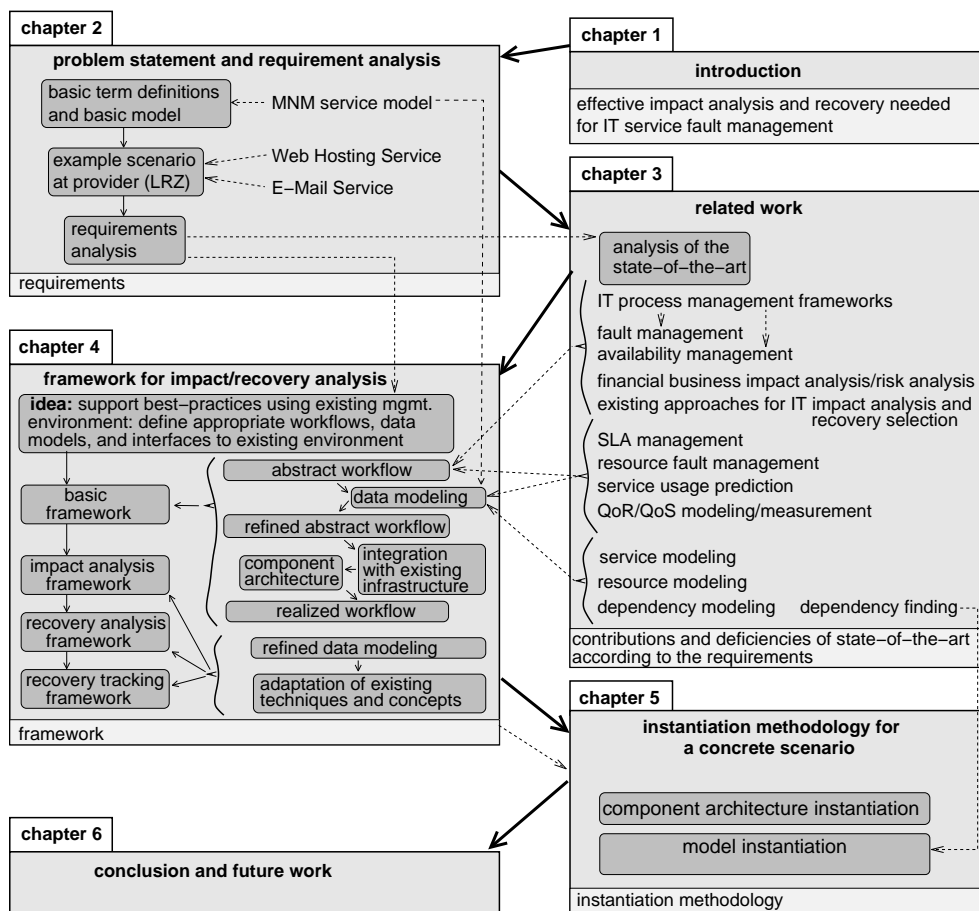 chapter 1
introduction
effective impact analysis and recovery needed
for IT service fault management
chapter 2
problem statement and requirement analysis
basic term definitions
and basic model
MNM service model
example scenario
at provider (LRZ)
Web Hosting Service
E−Mail Service
requirements
analysis
requirements
chapter 3
related work
analysis of the
state−of−the−art
IT process management frameworks
fault management
availability management
financial business impact analysis/risk analysis
existing approaches for IT impact analysis and
recovery selection
SLA management
resource fault management
service usage prediction
QoR/QoS modeling/measurement
service modeling
resource modeling
dependency modeling
dependency finding
contributions and deficiencies of state−of−the−art
according to the requirements
chapter 4
framework for impact/recovery analysis
idea: support best−practices using existing mgmt.
environment: define appropriate workflows, data
models, and interfaces to existing environment
basic
framework
impact analysis
framework
recovery analysis
framework
recovery tracking
framework
abstract workflow
data modeling
refined abstract workflow
component
architecture
integration
with existing
infrastructure
realized workflow
refined data modeling
adaptation of existing
techniques and concepts
framework
chapter 5
instantiation methodology for
a concrete scenario
component architecture instantiation
model instantiation
instantiation methodology
chapter 6
conclusion and future work